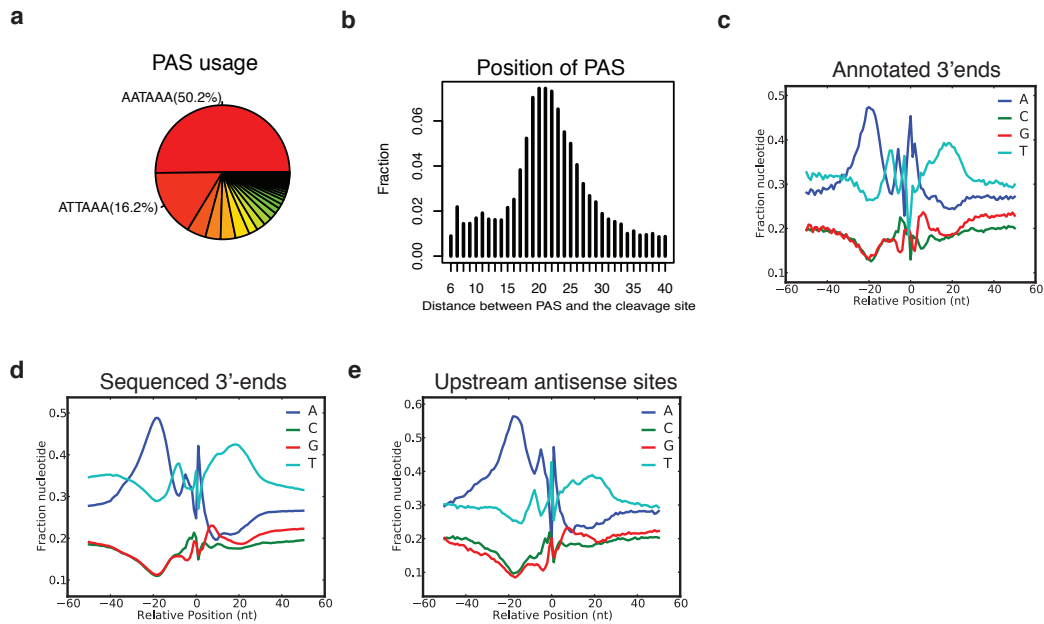 a
PAS usage
AATAAA(50.2%)
ATTAAA(16.2%)
b
Position of PAS
Fraction
0.06
0.04
0.02
0.00
6 10 15 20 25 30 35 40
Distance between PAS and the cleavage site
c
Annotated 3'ends
Fraction nucleotide
0.5
0.4
0.3
0.2
0.1
A
C
G
T
−60 −40 −20 0 20 40 60
Relative Position (nt)
d
Sequenced 3'-ends
Fraction nucleotide
0.5
0.4
0.3
0.2
0.1
A
C
G
T
−60 −40 −20 0 20 40 60
Relative Position (nt)
e
Upstream antisense sites
Fraction nucleotide
0.6
0.5
0.4
0.3
0.2
0.1
A
C
G
T
−60 −40 −20 0 20 40 60
Relative Position (nt)